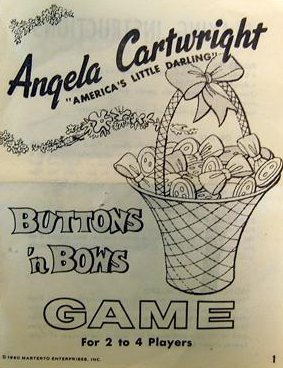 Angela Cartwright
"AMERICA'S LITTLE DARLING"
BUTTONS
'n BOWS
GAME
For 2 to 4 Players
© 1960 MARTERTO ENTERPRISES, INC.
1